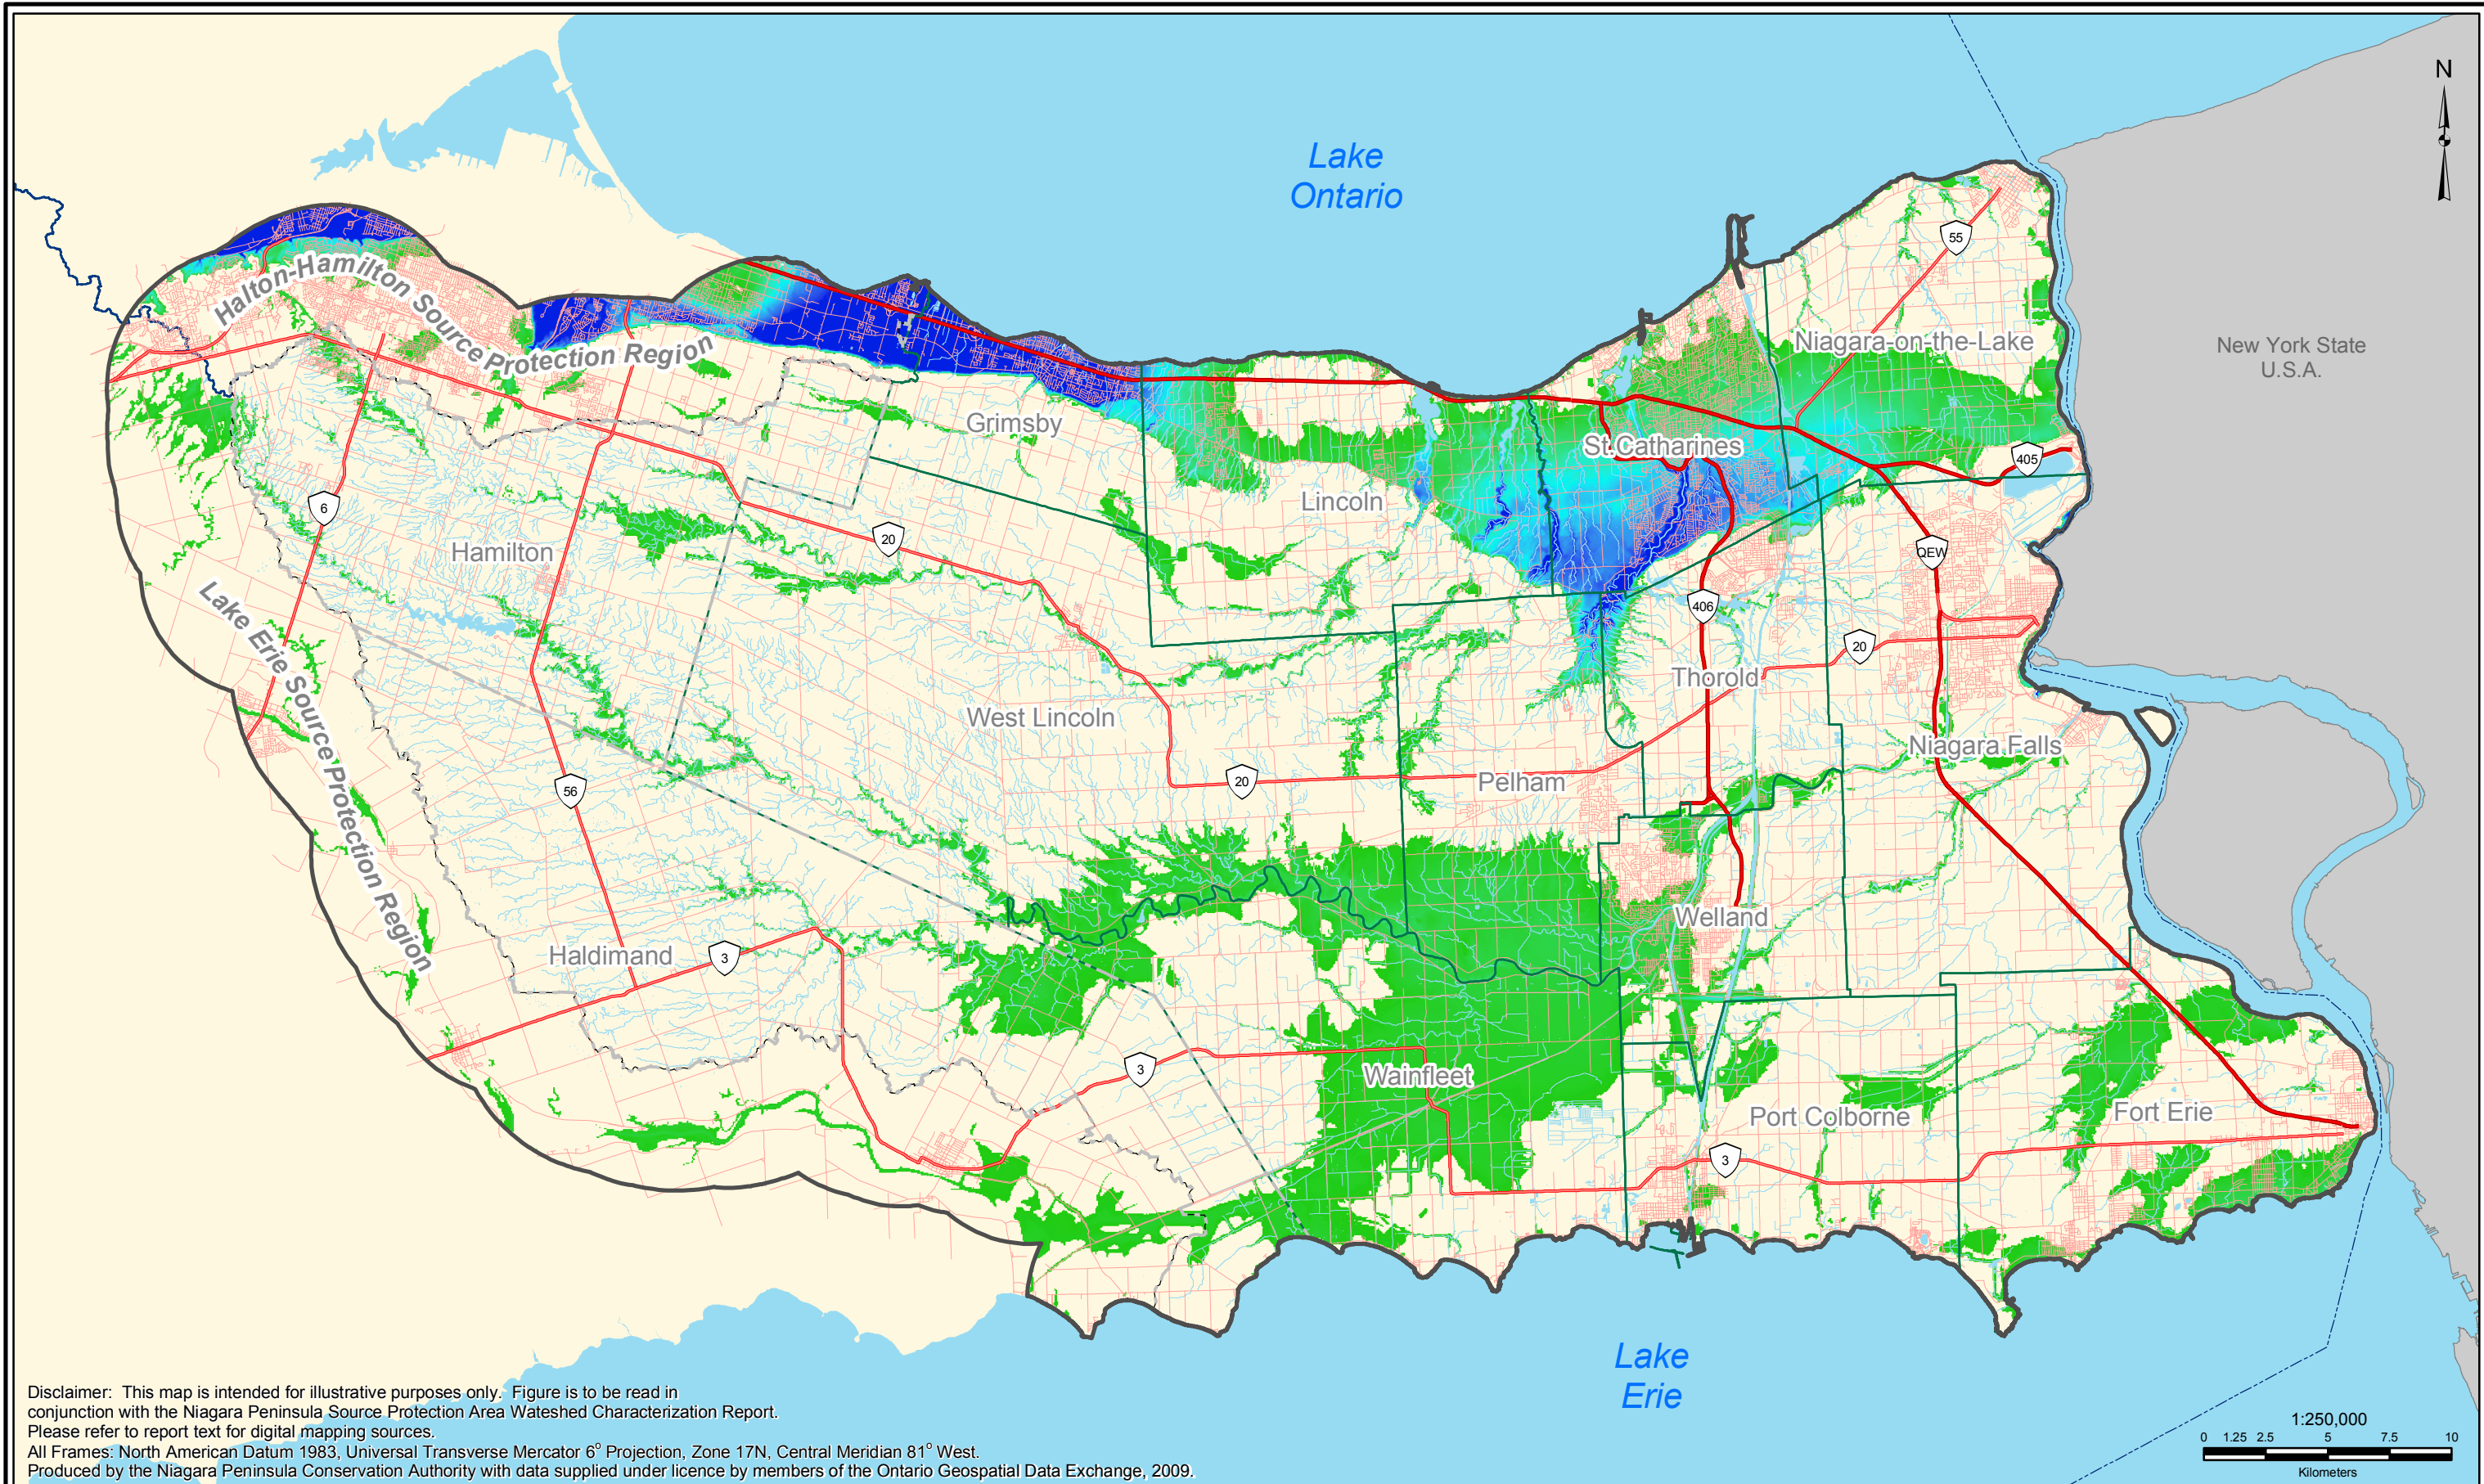 N
Lake
Ontario
55
Halton-Hamilton Source Protection Region
Niagara-on-the-Lake
New York State
U.S.A.
Grimsby
St.Catharines
405
Lincoln
6
20
Hamilton
QEW
Lake Erie Source Protection Region
406
20
Thorold
West Lincoln
Niagara Falls
20
Pelham
56
Welland
Haldimand
3
3
Wainfleet
Port Colborne
Fort Erie
3
Lake
Erie
Disclaimer: This map is intended for illustrative purposes only. Figure is to be read in
conjunction with the Niagara Peninsula Source Protection Area Wateshed Characterization Report.
Please refer to report text for digital mapping sources.
All Frames: North American Datum 1983, Universal Transverse Mercator 6° Projection, Zone 17N, Central Meridian 81° West.
Produced by the Niagara Peninsula Conservation Authority with data supplied under licence by members of the Ontario Geospatial Data Exchange, 2009.
1:250,000
0 1.25 2.5 5 7.5 10
Kilometers